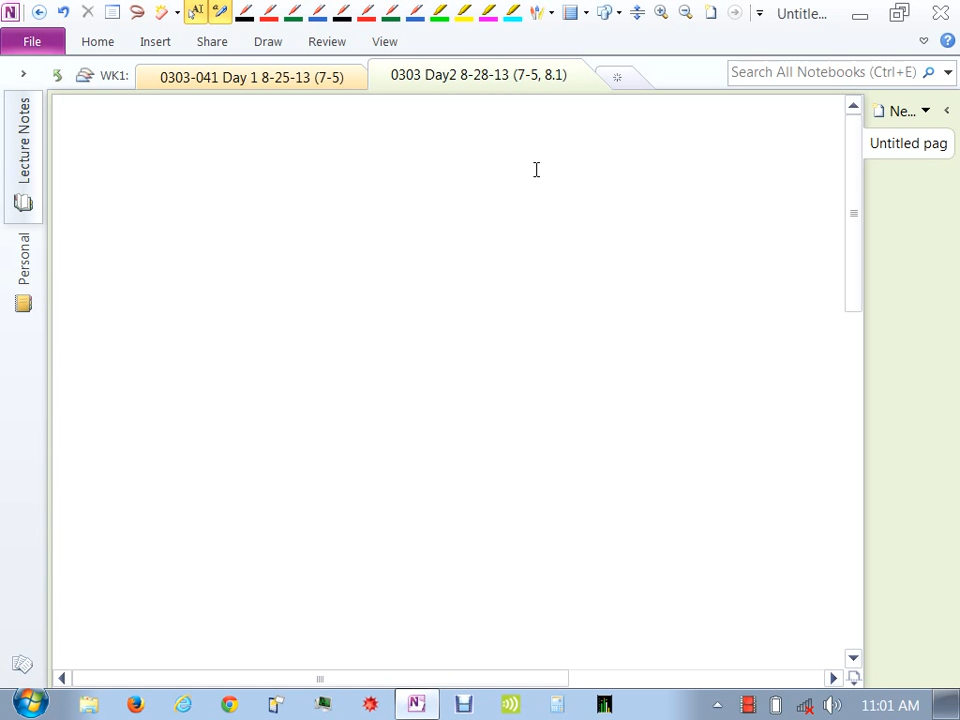 Untitle...
File Home Insert Share Draw Review View
WK1: 0303-041 Day 1 8-25-13 (7-5) 0303 Day2 8-28-13 (7-5, 8.1) Search All Notebooks (Ctrl+E)
Ne...
Untitled pag
Lecture Notes
Personal
11:01 AM